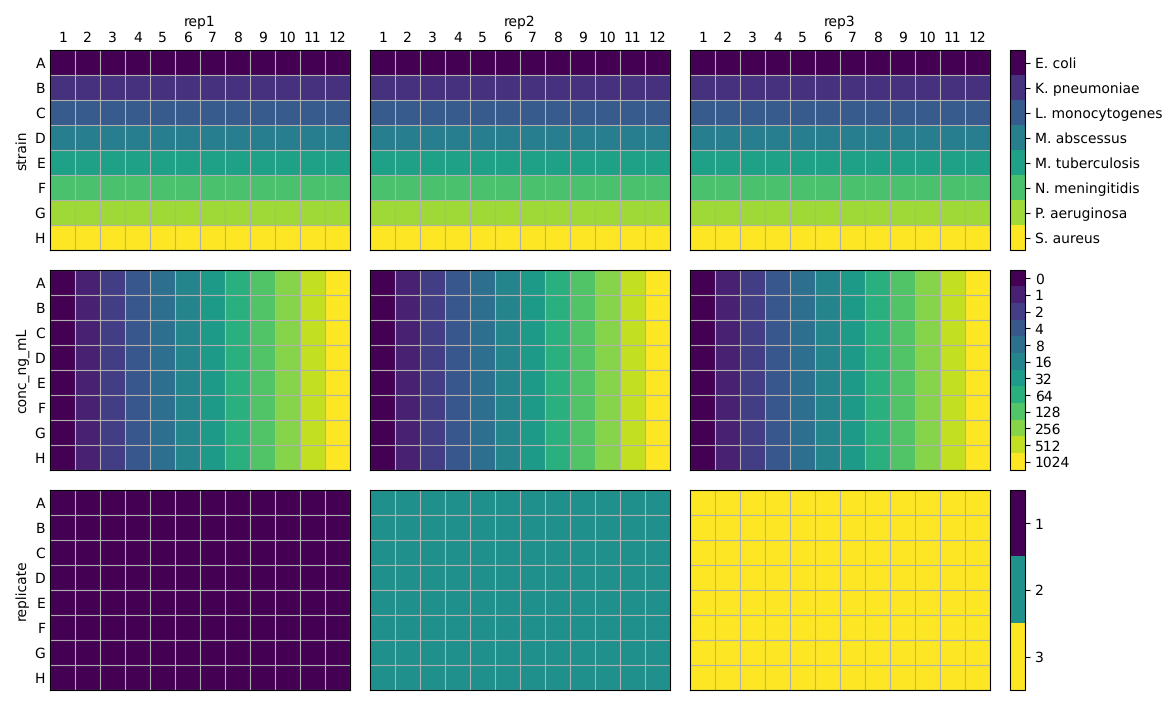 rep1 rep2 rep3
1 2 3 4 5 6 7 8 9 10 11 12 1 2 3 4 5 6 7 8 9 10 11 12 1 2 3 4 5 6 7 8 9 10 11 12
strain
A
B
C
D
E
F
G
H
E. coli
K. pneumoniae
L. monocytogenes
M. abscessus
M. tuberculosis
N. meningitidis
P. aeruginosa
S. aureus
conc_ng_mL
A
B
C
D
E
F
G
H
0
1
2
4
8
16
32
64
128
256
512
1024
replicate
A
B
C
D
E
F
G
H
1
2
3